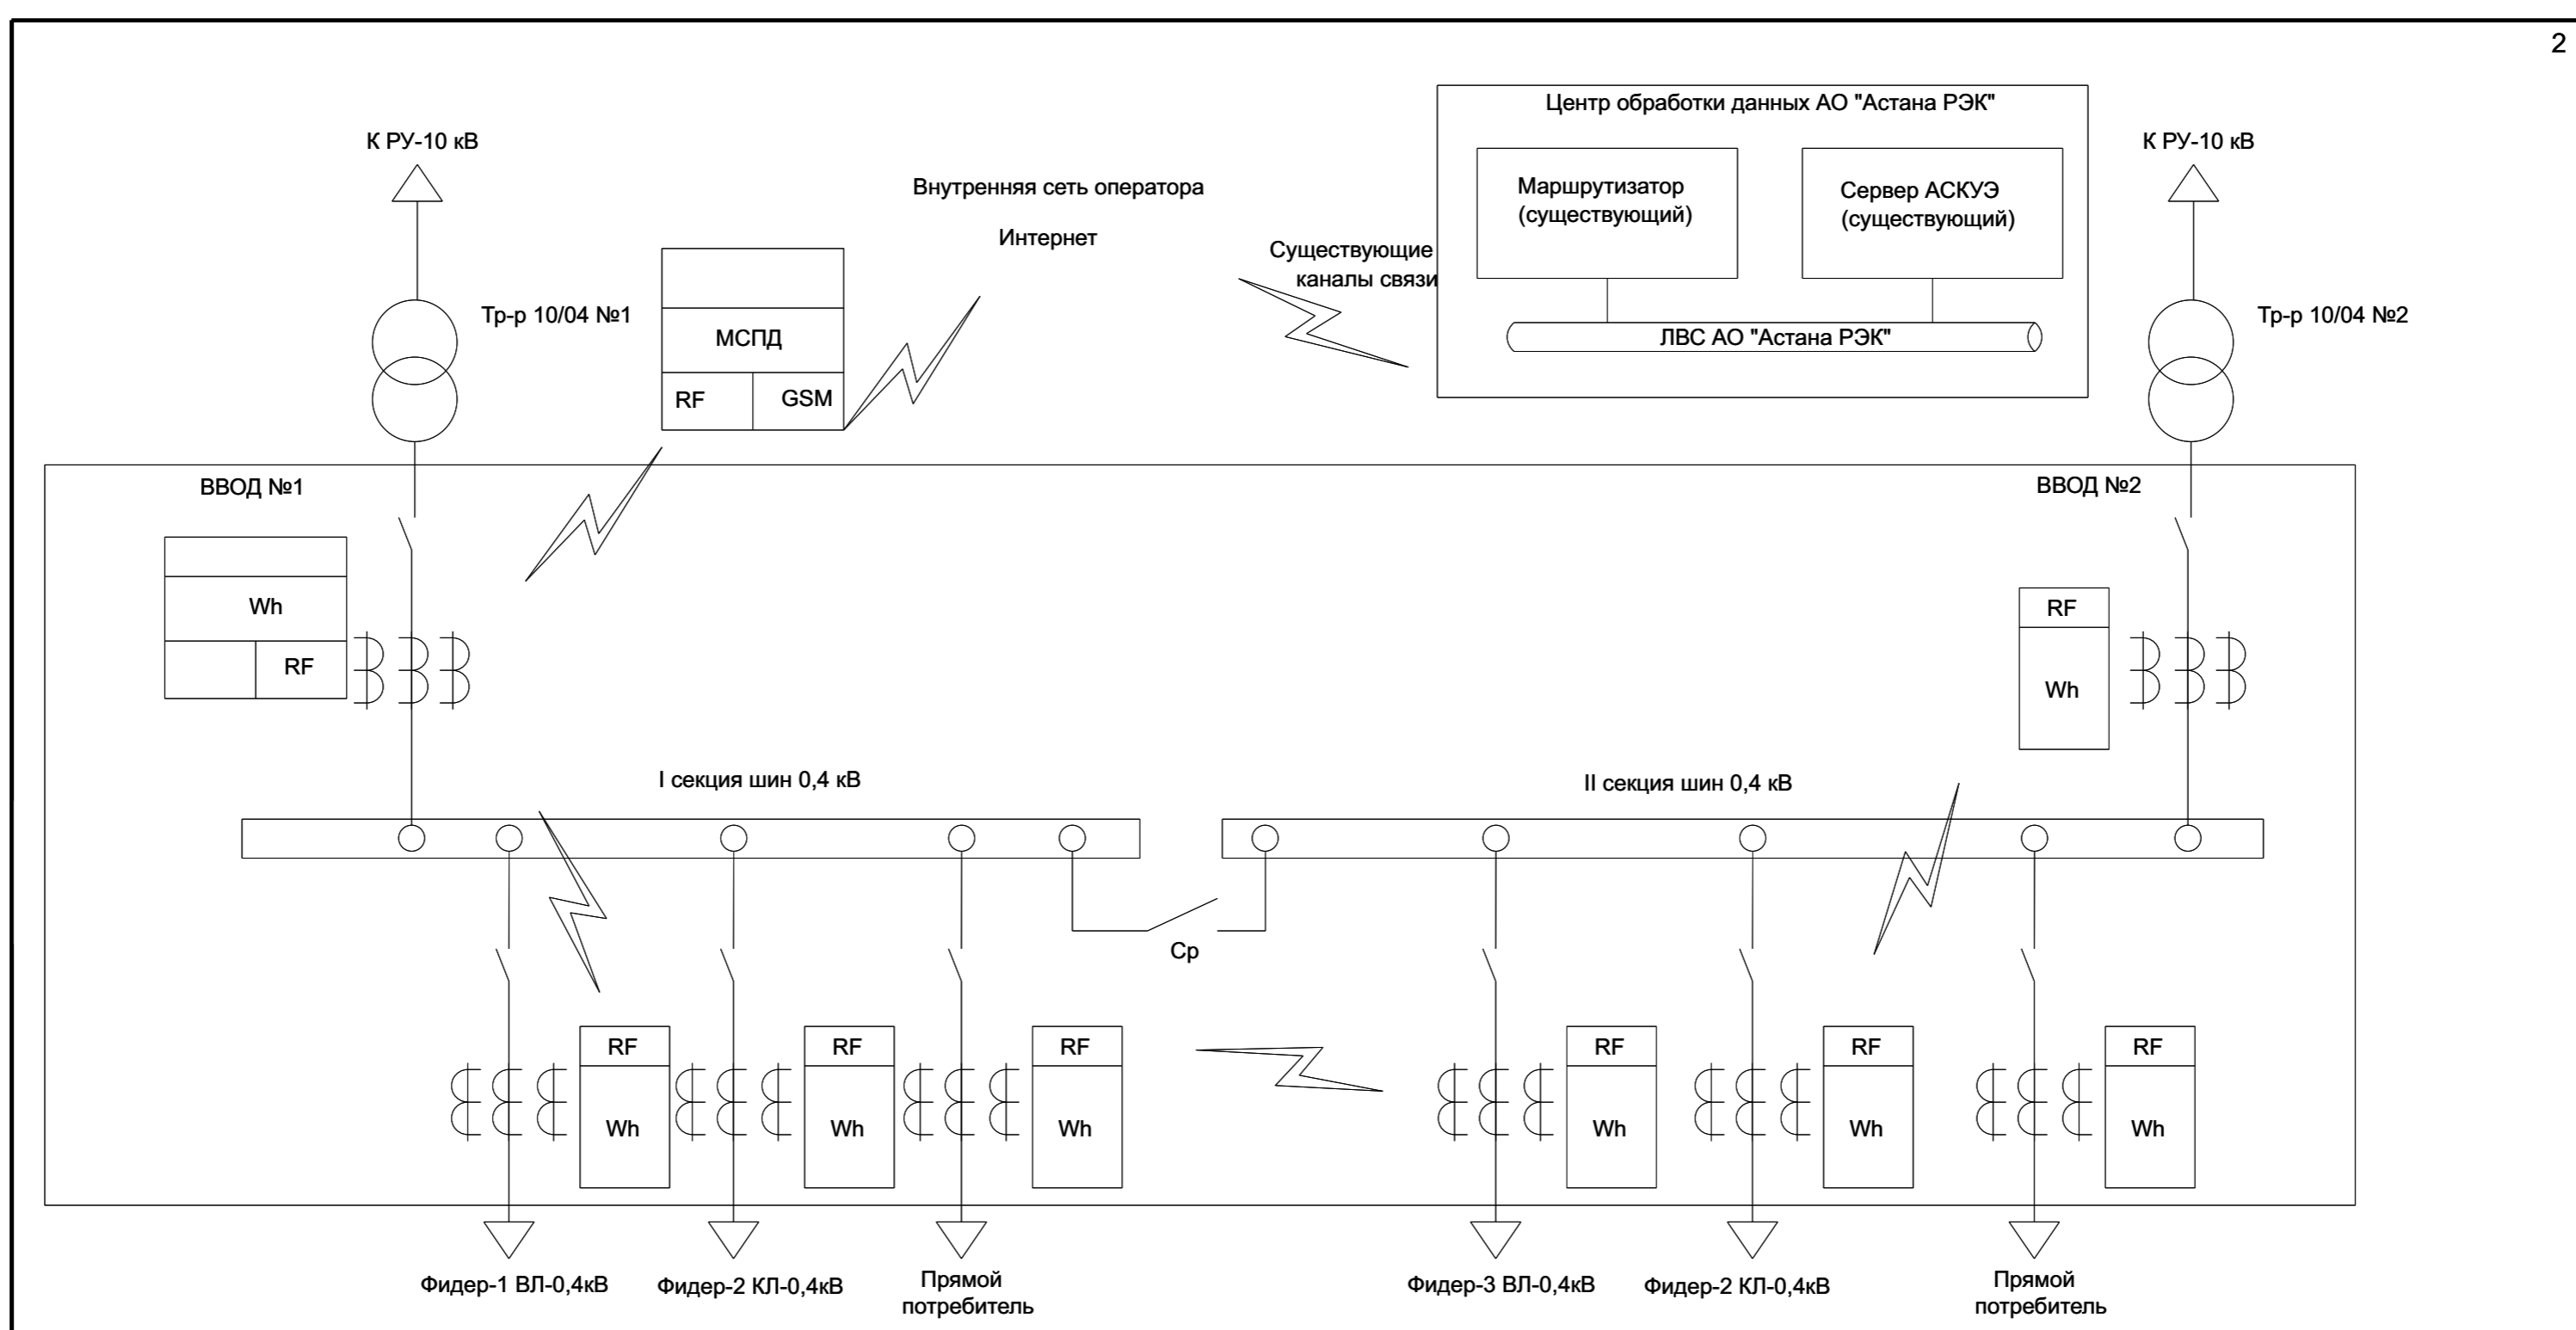 2
Центр обработки данных АО "Астана РЭК"
К РУ-10 кВ
К РУ-10 кВ
Внутренняя сеть оператора
Интернет
Маршрутизатор
(существующий)
Сервер АСКУЭ
(существующий)
Существующие
каналы связи
Тр-р 10/04 №1
МСПД
RF
GSM
ЛВС АО "Астана РЭК"
Тр-р 10/04 №2
ВВОД №1
ВВОД №2
Wh
RF
RF
Wh
I секция шин 0,4 кВ
II секция шин 0,4 кВ
Ср
RF
RF
RF
RF
RF
RF
Wh
Wh
Wh
Wh
Wh
Wh
Фидер-1 ВЛ-0,4кВ
Фидер-2 КЛ-0,4кВ
Прямой
потребитель
Фидер-3 ВЛ-0,4кВ
Фидер-2 КЛ-0,4кВ
Прямой
потребитель